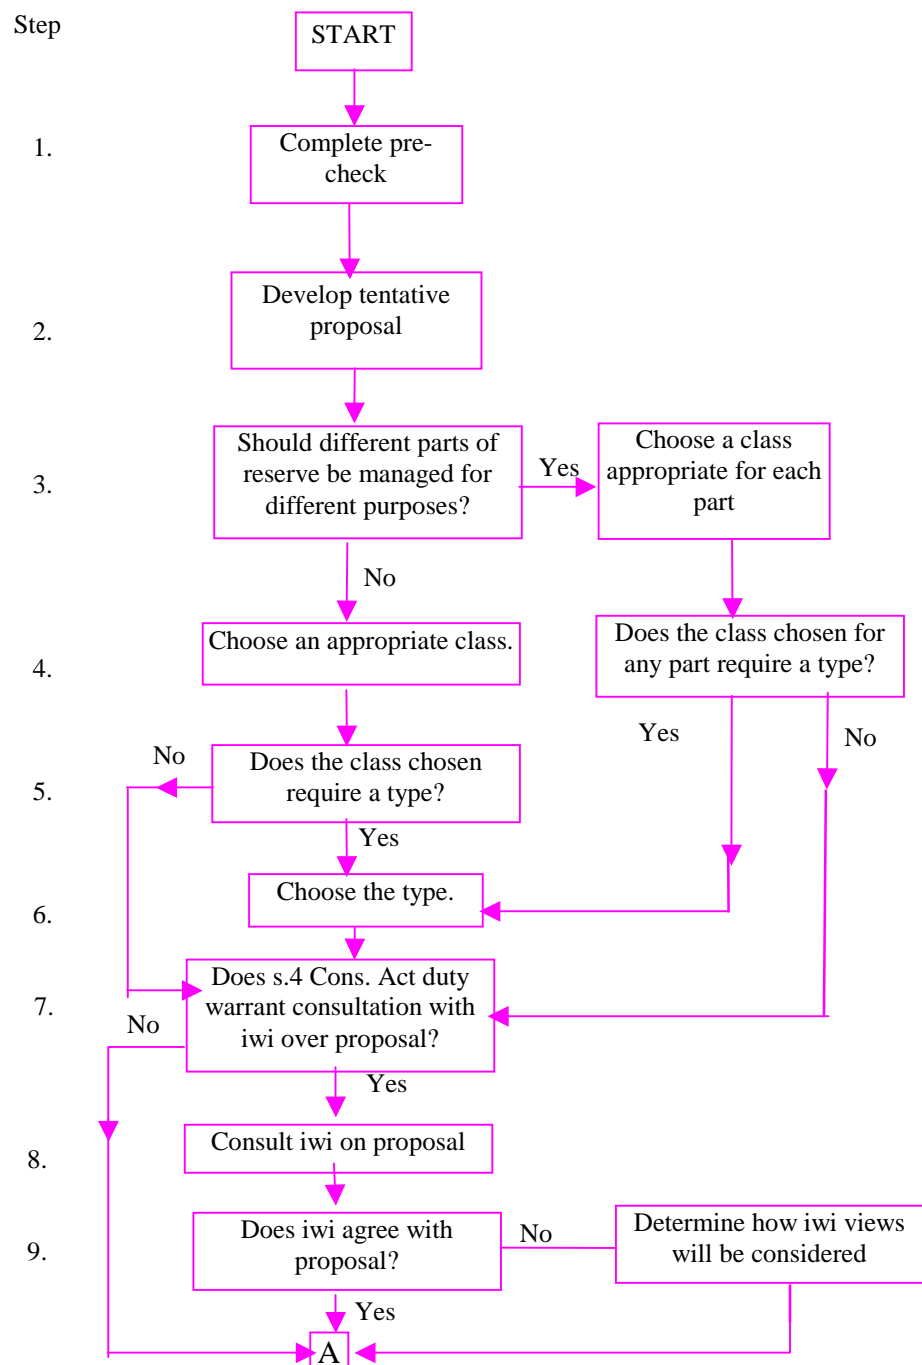 Step
START
1.
Complete pre-
check
2.
Develop tentative
proposal
3.
Should different parts of
reserve be managed for
different purposes?
Yes
Choose a class
appropriate for each
part
No
4.
Choose an appropriate class.
Does the class chosen for
any part require a type?
Yes
No
No
5.
Does the class chosen
require a type?
Yes
6.
Choose the type.
7.
Does s.4 Cons. Act duty
warrant consultation with
iwi over proposal?
No
Yes
8.
Consult iwi on proposal
9.
Does iwi agree with
proposal?
No
Determine how iwi views
will be considered
Yes
A